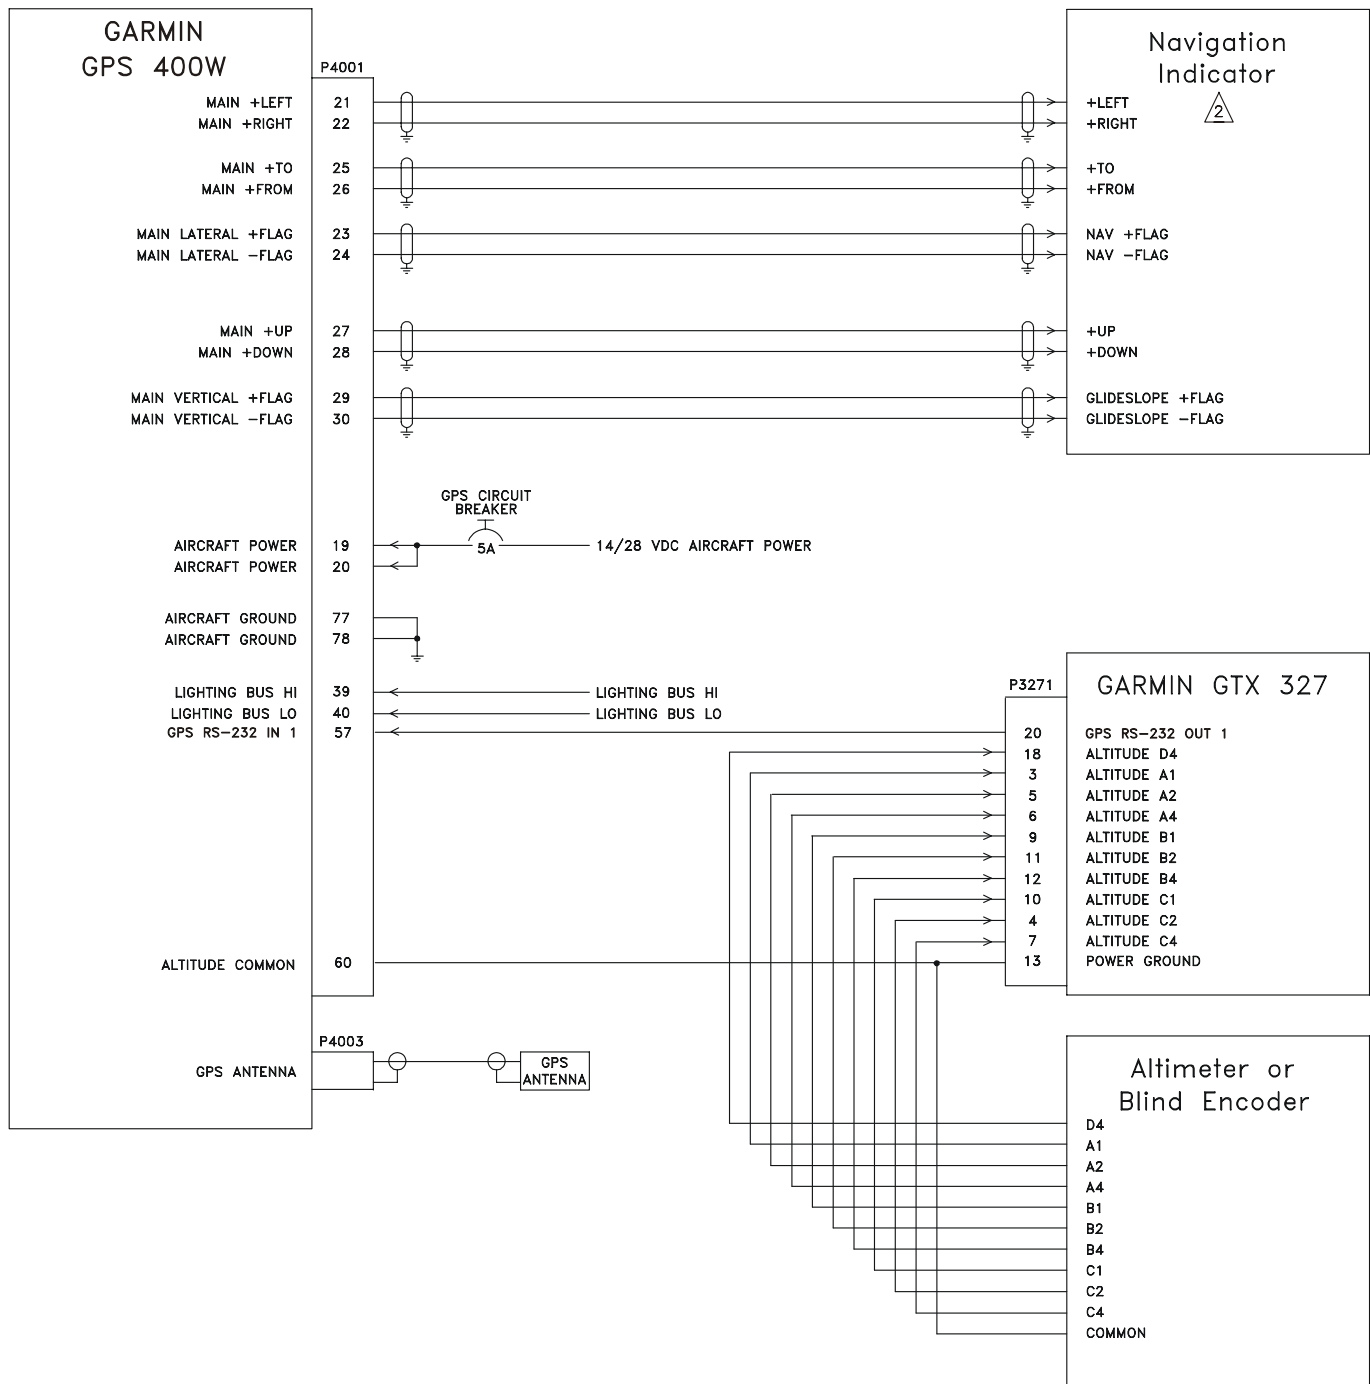 GARMIN
GPS 400W
P4001
MAIN +LEFT 21
MAIN +RIGHT 22
MAIN +TO 25
MAIN +FROM 26
MAIN LATERAL +FLAG 23
MAIN LATERAL -FLAG 24
MAIN +UP 27
MAIN +DOWN 28
MAIN VERTICAL +FLAG 29
MAIN VERTICAL -FLAG 30
AIRCRAFT POWER 19
AIRCRAFT POWER 20
AIRCRAFT GROUND 77
AIRCRAFT GROUND 78
LIGHTING BUS HI 39
LIGHTING BUS LO 40
GPS RS-232 IN 1 57
ALTITUDE COMMON 60
P4003
GPS ANTENNA
GPS
ANTENNA
GPS CIRCUIT
BREAKER
5A
14/28 VDC AIRCRAFT POWER
LIGHTING BUS HI
LIGHTING BUS LO
Navigation
Indicator
2
+LEFT
+RIGHT
+TO
+FROM
NAV +FLAG
NAV -FLAG
+UP
+DOWN
GLIDESLOPE +FLAG
GLIDESLOPE -FLAG
P3271
GARMIN GTX 327
20 GPS RS-232 OUT 1
18 ALTITUDE D4
3 ALTITUDE A1
5 ALTITUDE A2
6 ALTITUDE A4
9 ALTITUDE B1
11 ALTITUDE B2
12 ALTITUDE B4
10 ALTITUDE C1
4 ALTITUDE C2
7 ALTITUDE C4
13 POWER GROUND
Altimeter or
Blind Encoder
D4
A1
A2
A4
B1
B2
B4
C1
C2
C4
COMMON